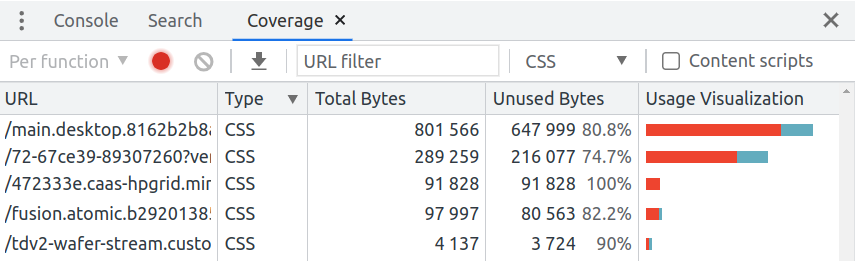 Console Search Coverage
Per function URL filter CSS Content scripts
URL Type Total Bytes Unused Bytes Usage Visualization
/main.desktop.8162b2b8a CSS 801 566 647 999 80.8%
/72-67ce39-89307260?ver CSS 289 259 216 077 74.7%
/472333e.caas-hpgrid.min CSS 91 828 91 828 100%
/fusion.atomic.b29201385 CSS 97 997 80 563 82.2%
/tdv2-wafer-stream.custo CSS 4 137 3 724 90%